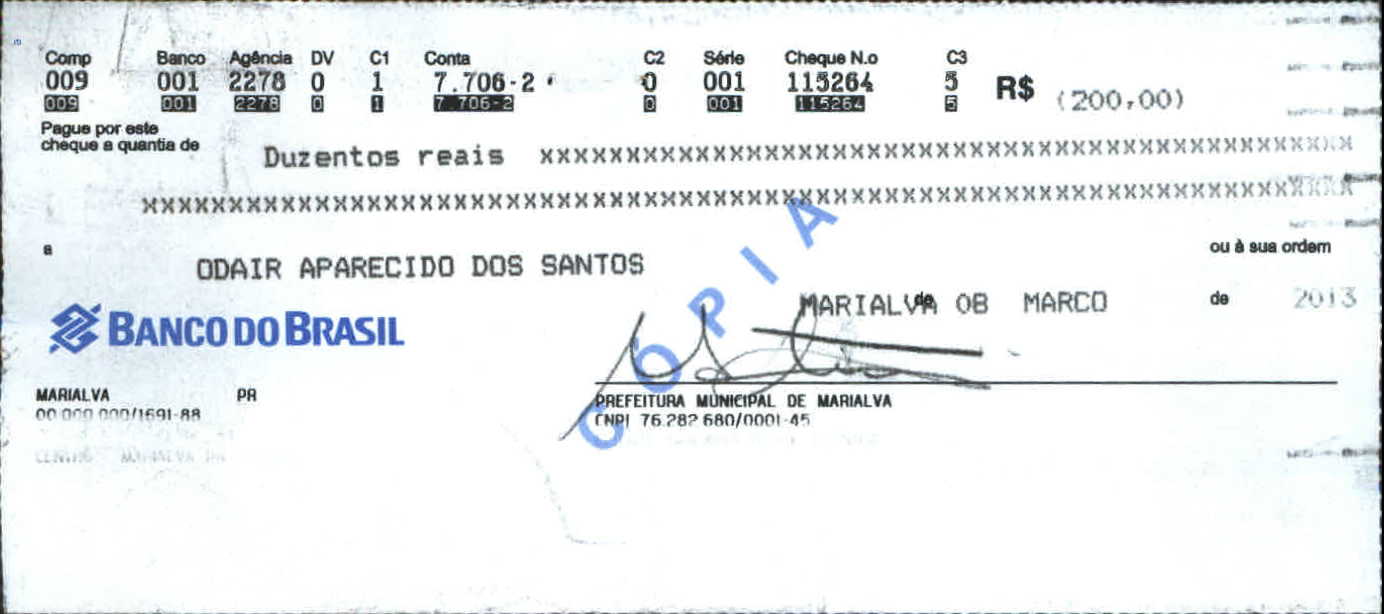 Comp Banco Agência DV C1 Conta C2 Série Cheque N.o C3
009 001 2278 0 1 7.706-2 0 001 115264 5 R$ (200,00)
009 001 2278 0 1 7 706-2 0 001 115264 5
Pague por este
cheque a quantia de Duzentos reais xxxxxxxxxxxxxxxxxxxxxxxxxxxxxxxxxxxxxxxxxxxxxxxxxxxxxxxxx
xxxxxxxxxxxxxxxxxxxxxxxxxxxxxxxxxxxxxxxxxxxxxxxxxxxxxxxxxxxxxxxxxxxxxxxxxxxxxxxxxxxxx
a ODAIR APARECIDO DOS SANTOS ou à sua ordem
MARIALVA de 08 MARCO de 2013
BANCO DO BRASIL
CÓPIA
MARIALVA PR
00 000 000/1691-88
PREFEITURA MUNICIPAL DE MARIALVA
CNPJ 76.282 680/0001-45